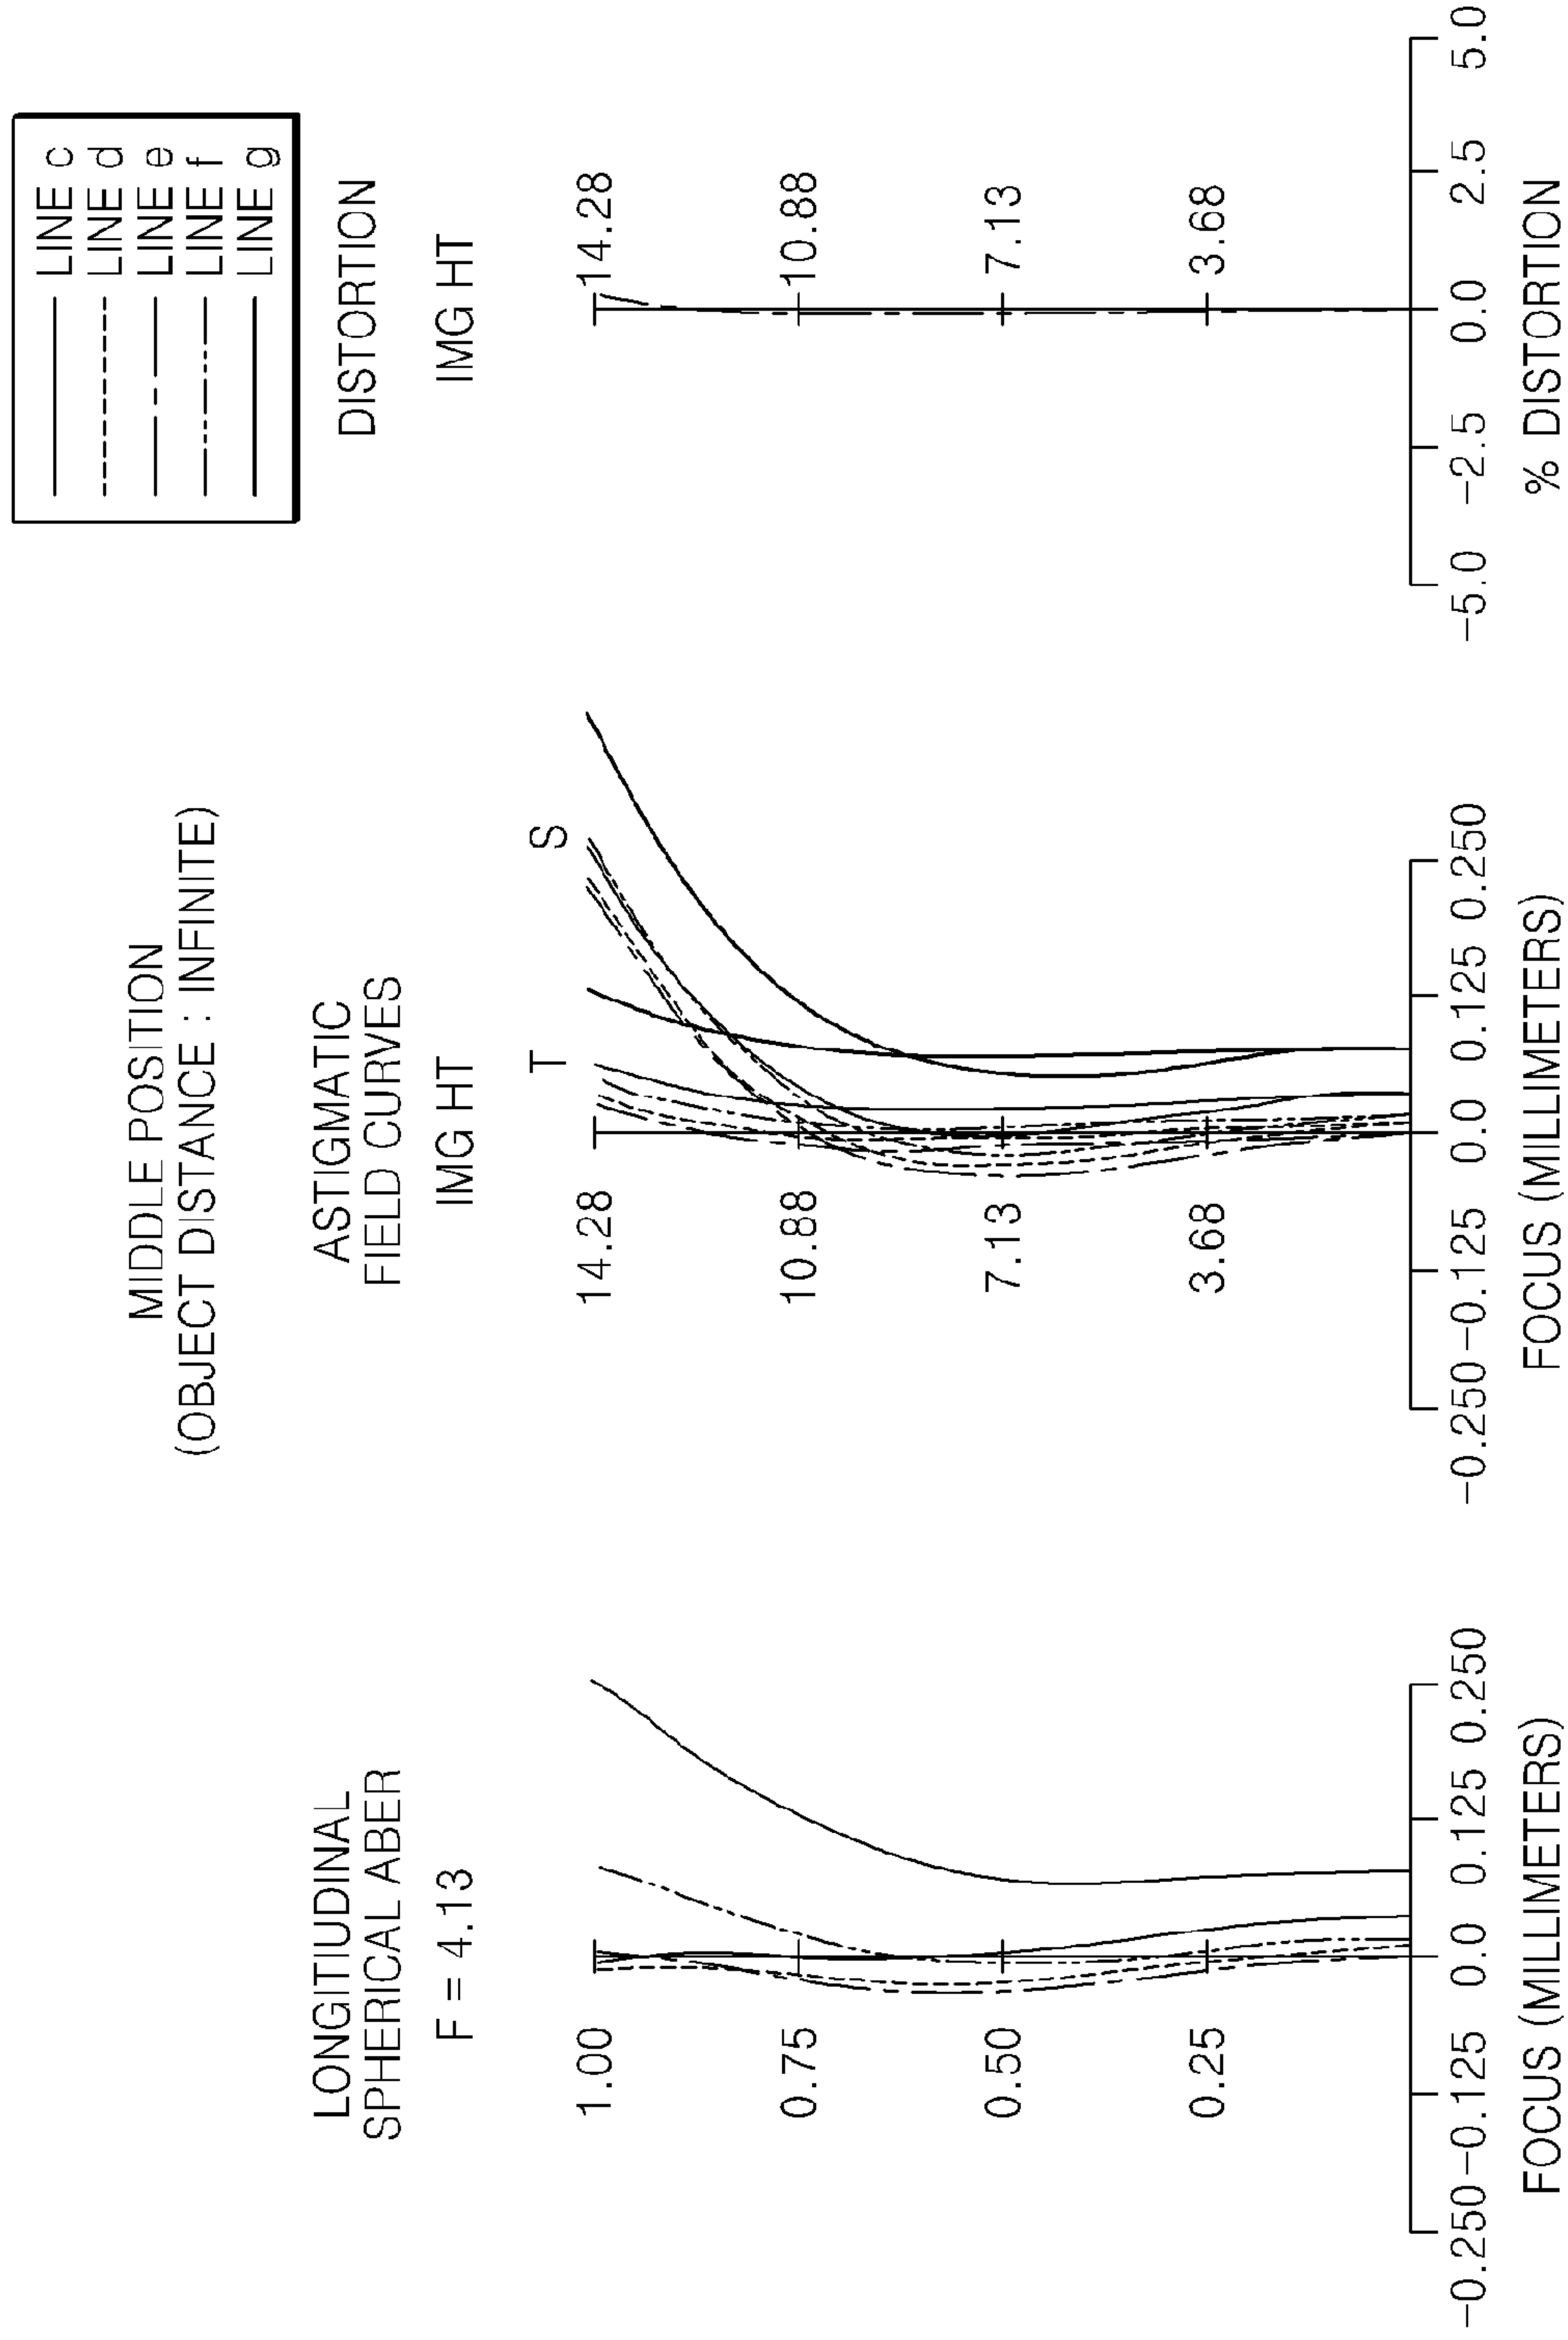 MIDDLE POSITION
(OBJECT DISTANCE : INFINITE)
LINE c
LINE d
LINE e
LINE f
LINE g
LONGITIUDINAL
SPHERICAL ABER
F = 4.13
1.00
0.75
0.50
0.25
-0.250
-0.125
0.0
0.125
0.250
FOCUS (MILLIMETERS)
ASTIGMATIC
FIELD CURVES
IMG HT
T
S
14.28
10.88
7.13
3.68
-0.250
-0.125
0.0
0.125
0.250
FOCUS (MILLIMETERS)
DISTORTION
IMG HT
14.28
10.88
7.13
3.68
-5.0
-2.5
0.0
2.5
5.0
% DISTORTION